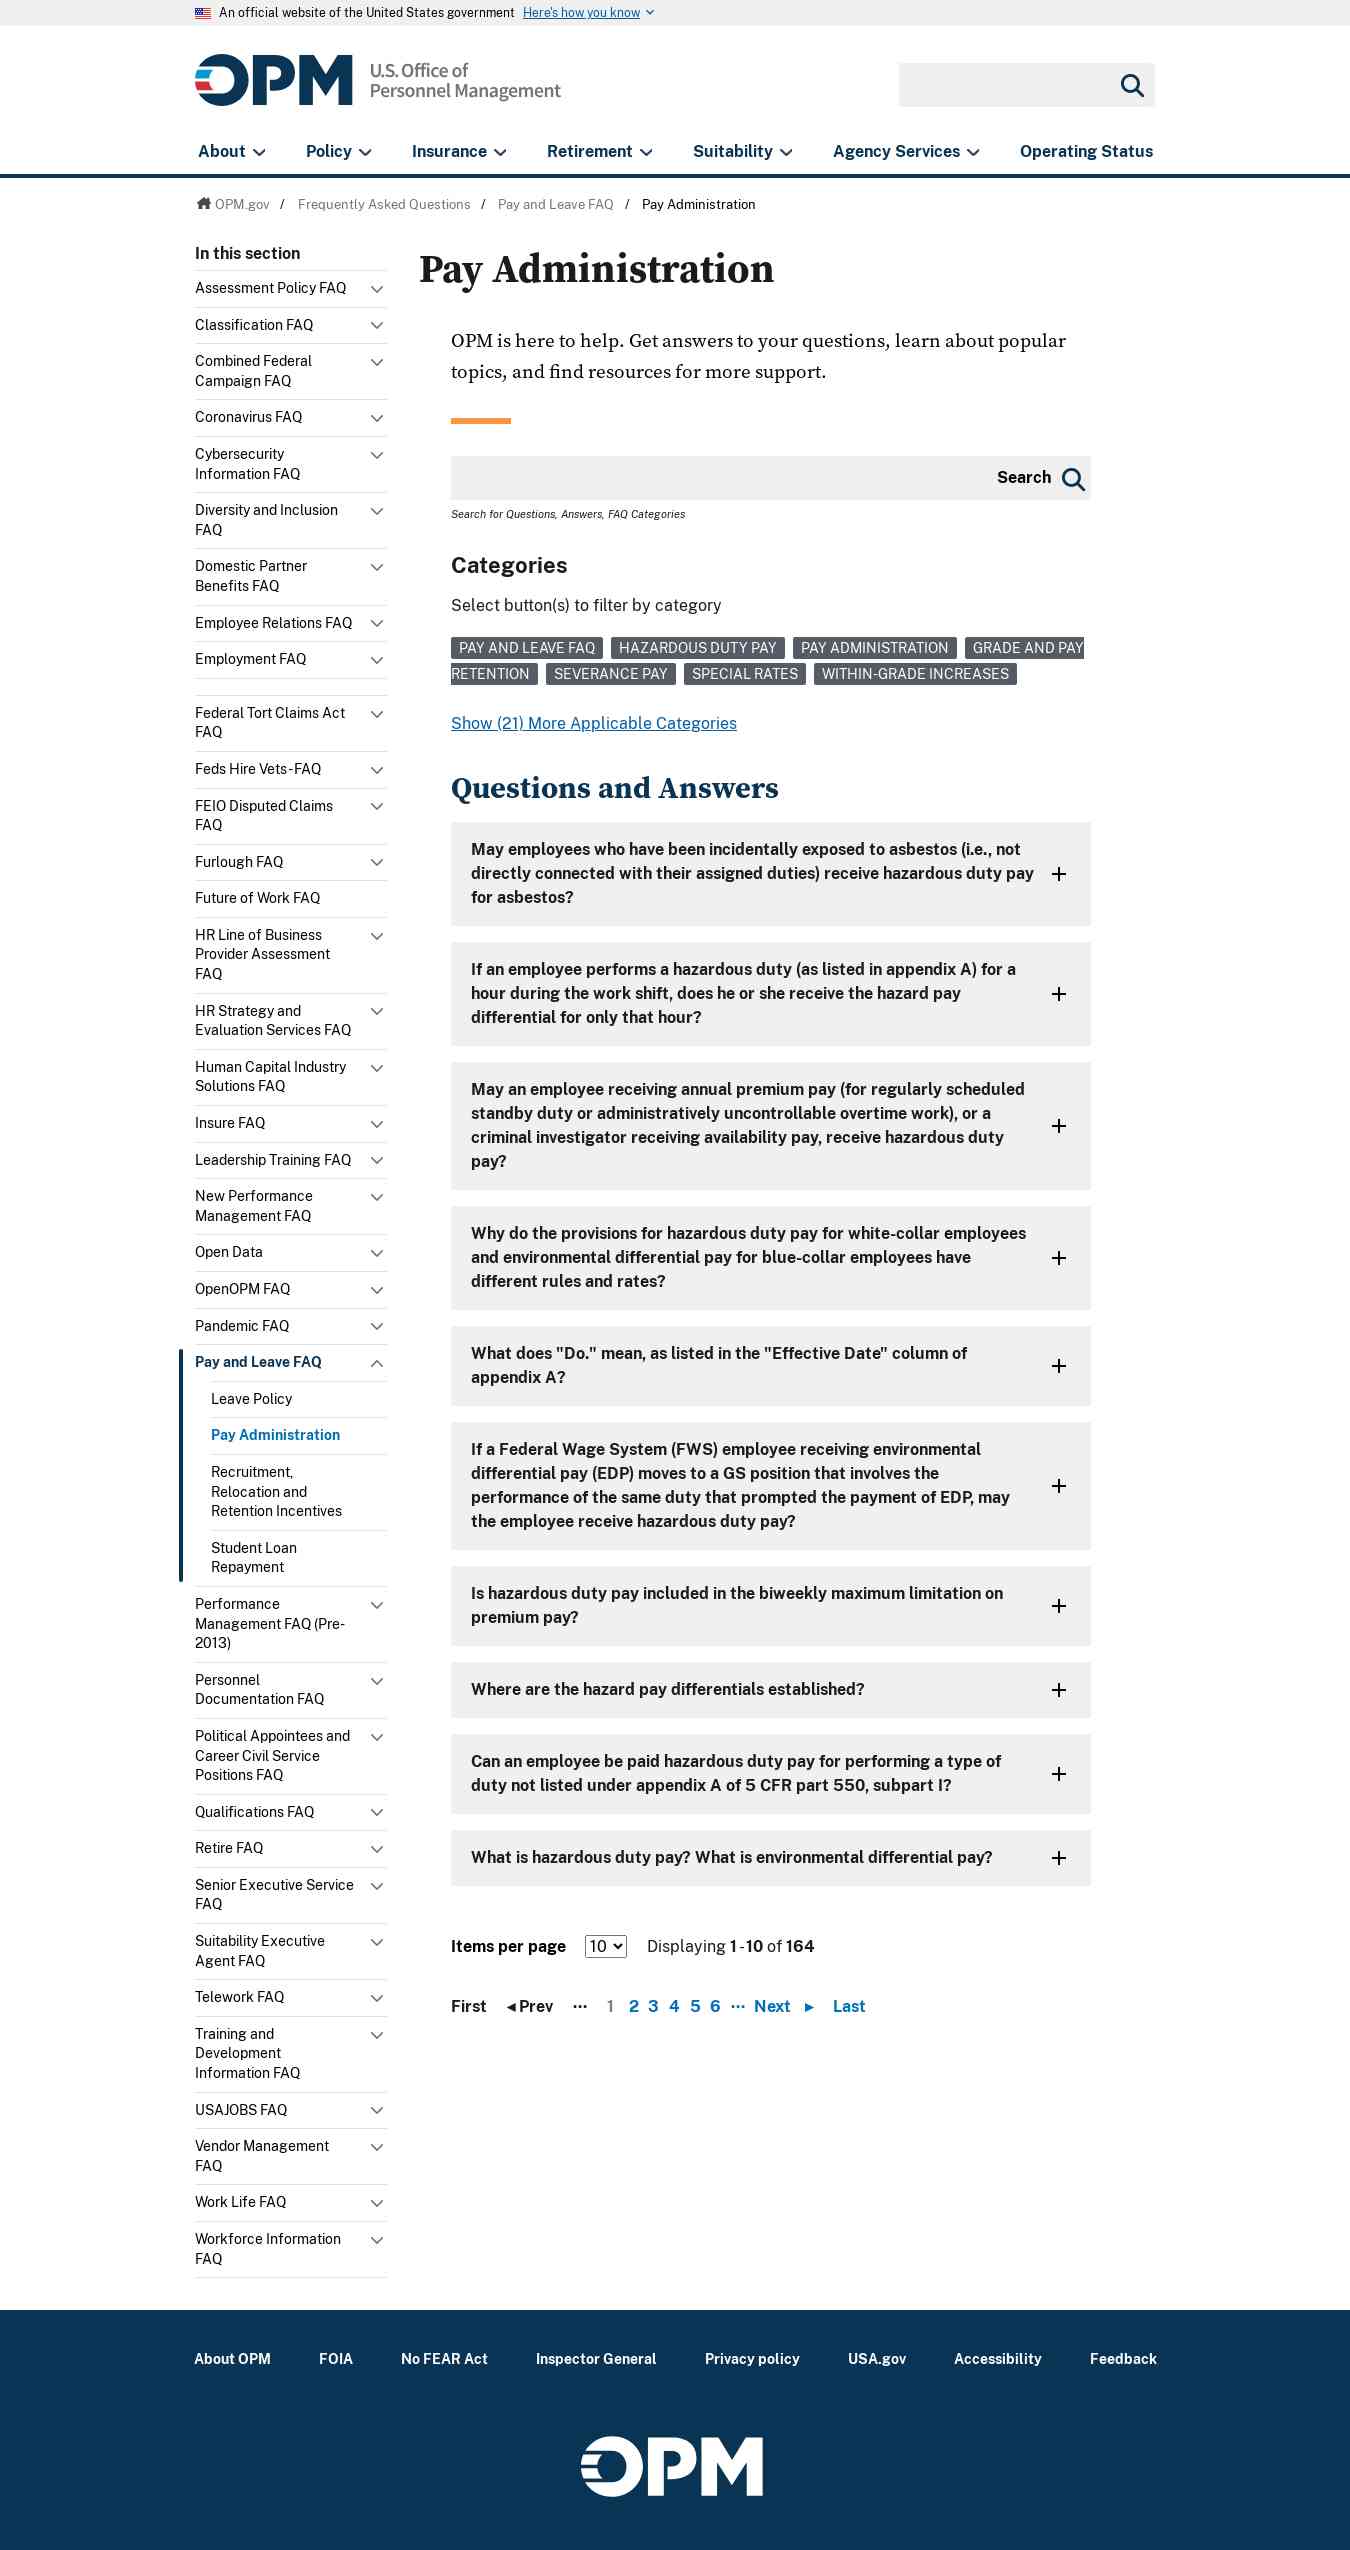 An official website of the United States government Here's how you know
OPM U.S. Office of
Personnel Management
About Policy Insurance Retirement Suitability Agency Services Operating Status
OPM.gov / Frequently Asked Questions / Pay and Leave FAQ / Pay Administration
In this section
Assessment Policy FAQ
Classification FAQ
Combined Federal
Campaign FAQ
Coronavirus FAQ
Cybersecurity
Information FAQ
Diversity and Inclusion
FAQ
Domestic Partner
Benefits FAQ
Employee Relations FAQ
Employment FAQ
Federal Tort Claims Act
FAQ
Feds Hire Vets-FAQ
FEIO Disputed Claims
FAQ
Furlough FAQ
Future of Work FAQ
HR Line of Business
Provider Assessment
FAQ
HR Strategy and
Evaluation Services FAQ
Human Capital Industry
Solutions FAQ
Insure FAQ
Leadership Training FAQ
New Performance
Management FAQ
Open Data
OpenOPM FAQ
Pandemic FAQ
Pay and Leave FAQ
Leave Policy
Pay Administration
Recruitment,
Relocation and
Retention Incentives
Student Loan
Repayment
Performance
Management FAQ (Pre-
2013)
Personnel
Documentation FAQ
Political Appointees and
Career Civil Service
Positions FAQ
Qualifications FAQ
Retire FAQ
Senior Executive Service
FAQ
Suitability Executive
Agent FAQ
Telework FAQ
Training and
Development
Information FAQ
USAJOBS FAQ
Vendor Management
FAQ
Work Life FAQ
Workforce Information
FAQ
Pay Administration
OPM is here to help. Get answers to your questions, learn about popular
topics, and find resources for more support.
Search
Search for Questions, Answers, FAQ Categories
Categories
Select button(s) to filter by category
PAY AND LEAVE FAQ HAZARDOUS DUTY PAY PAY ADMINISTRATION GRADE AND PAY
RETENTION SEVERANCE PAY SPECIAL RATES WITHIN-GRADE INCREASES
Show (21) More Applicable Categories
Questions and Answers
May employees who have been incidentally exposed to asbestos (i.e., not
directly connected with their assigned duties) receive hazardous duty pay
for asbestos?
If an employee performs a hazardous duty (as listed in appendix A) for a
hour during the work shift, does he or she receive the hazard pay
differential for only that hour?
May an employee receiving annual premium pay (for regularly scheduled
standby duty or administratively uncontrollable overtime work), or a
criminal investigator receiving availability pay, receive hazardous duty
pay?
Why do the provisions for hazardous duty pay for white-collar employees
and environmental differential pay for blue-collar employees have
different rules and rates?
What does "Do." mean, as listed in the "Effective Date" column of
appendix A?
If a Federal Wage System (FWS) employee receiving environmental
differential pay (EDP) moves to a GS position that involves the
performance of the same duty that prompted the payment of EDP, may
the employee receive hazardous duty pay?
Is hazardous duty pay included in the biweekly maximum limitation on
premium pay?
Where are the hazard pay differentials established?
Can an employee be paid hazardous duty pay for performing a type of
duty not listed under appendix A of 5 CFR part 550, subpart I?
What is hazardous duty pay? What is environmental differential pay?
Items per page 10 Displaying 1 - 10 of 164
First ◂ Prev ... 1 2 3 4 5 6 ... Next ▸ Last
About OPM FOIA No FEAR Act Inspector General Privacy policy USA.gov Accessibility Feedback
OPM